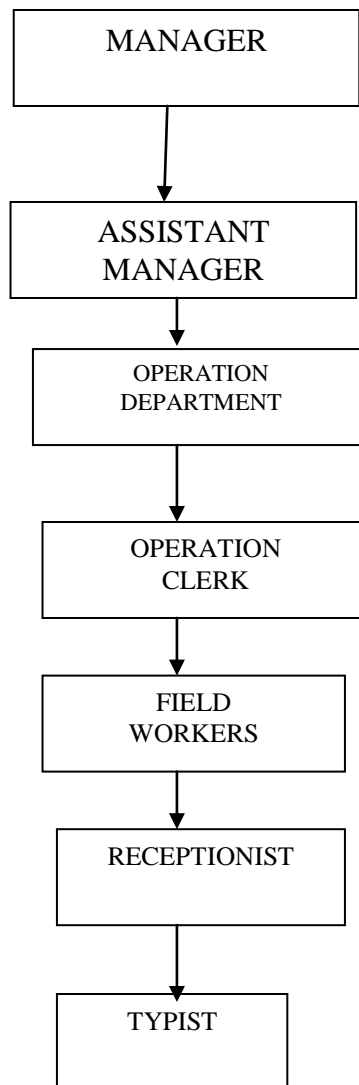 MANAGER
ASSISTANT
MANAGER
OPERATION
DEPARTMENT
OPERATION
CLERK
FIELD
WORKERS
RECEPTIONIST
TYPIST